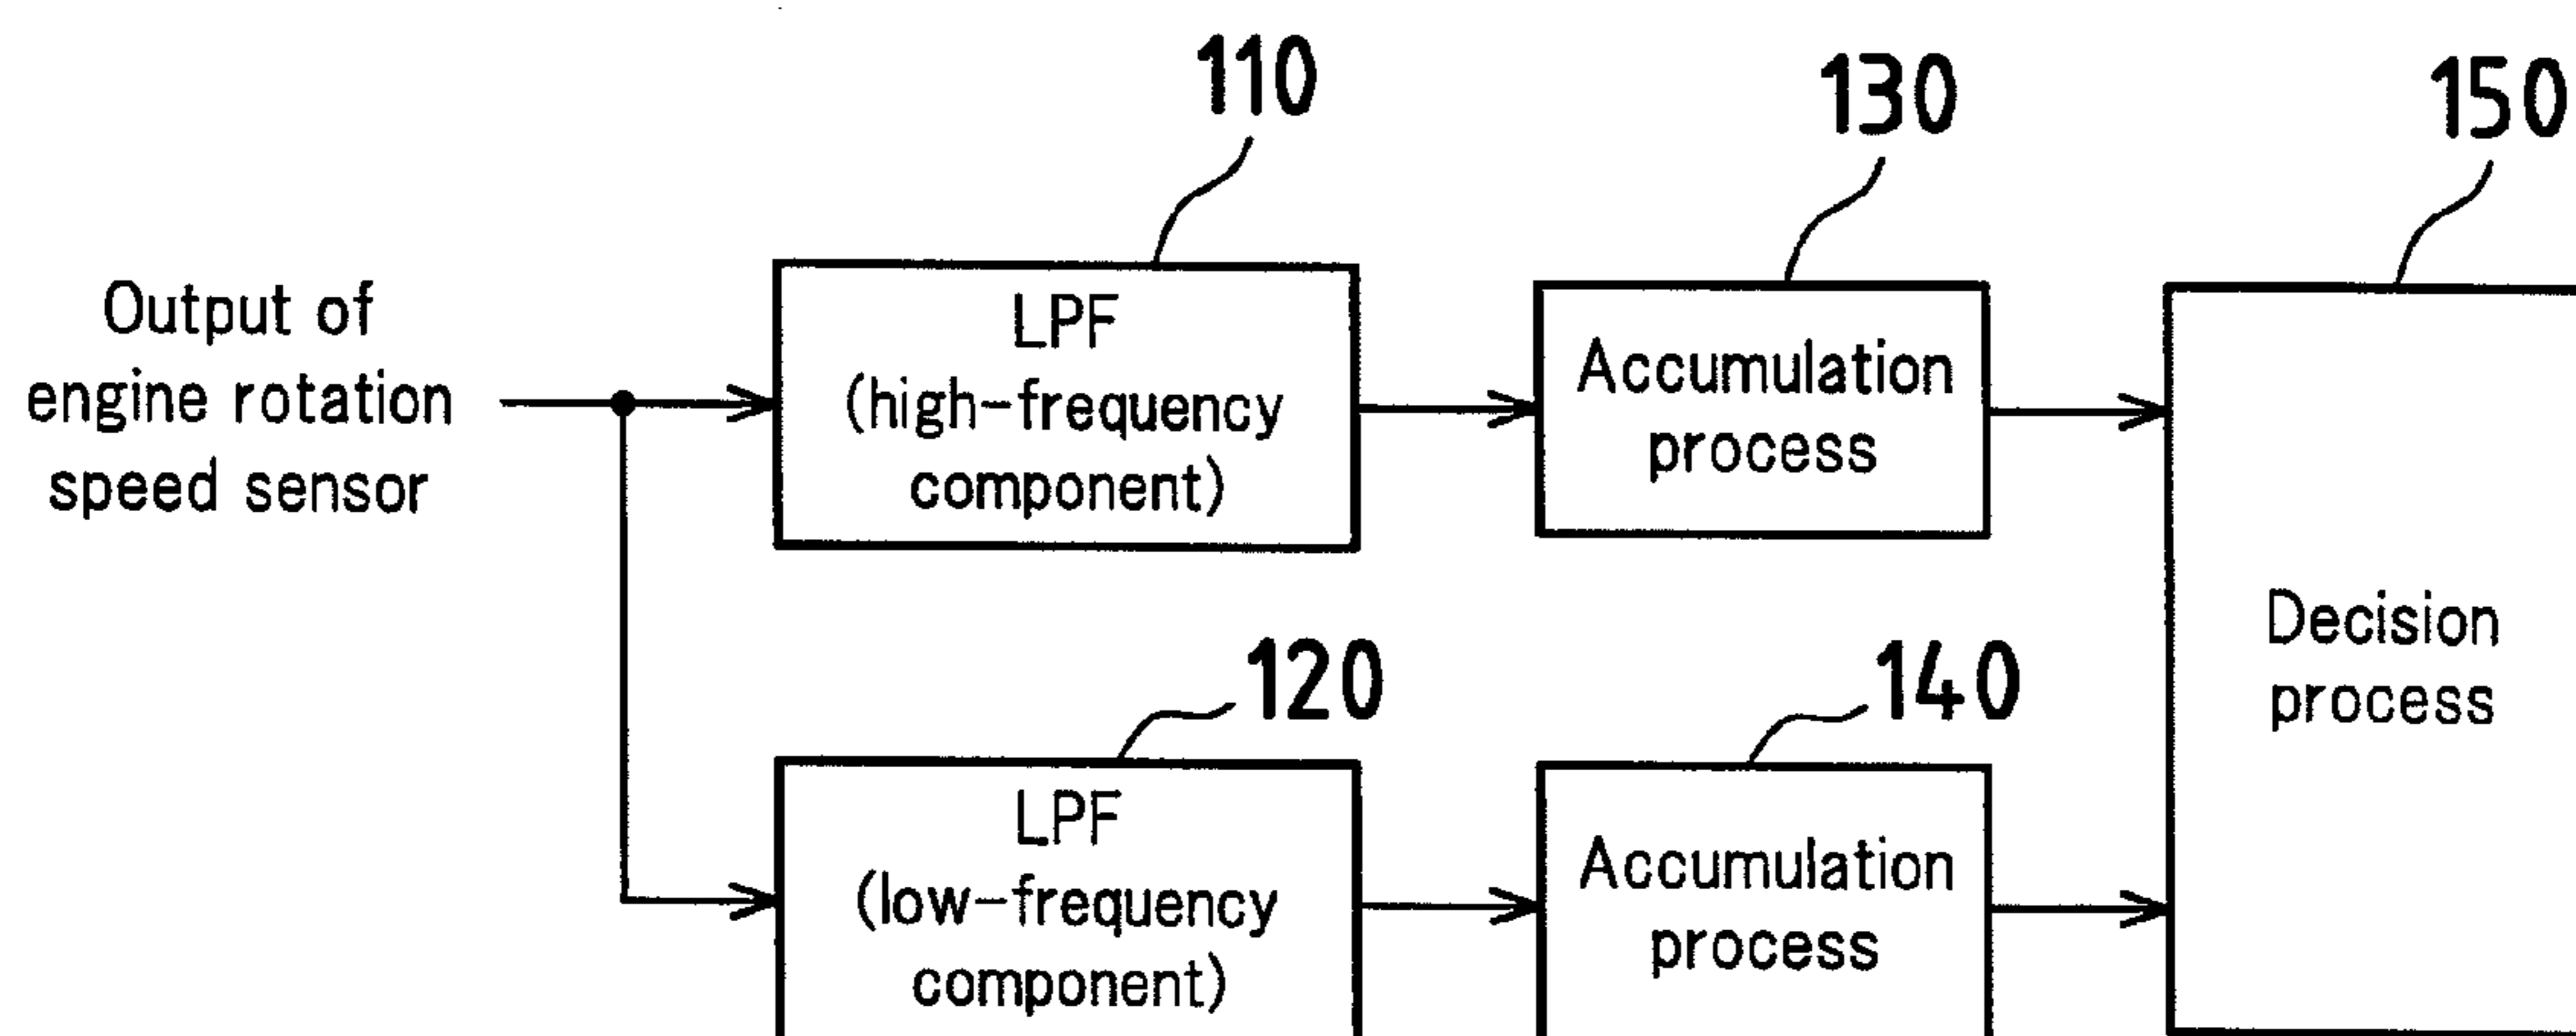 110
130
150
Output of
engine rotation
speed sensor
LPF
(high-frequency
component)
Accumulation
process
Decision
process
120
140
LPF
(low-frequency
component)
Accumulation
process